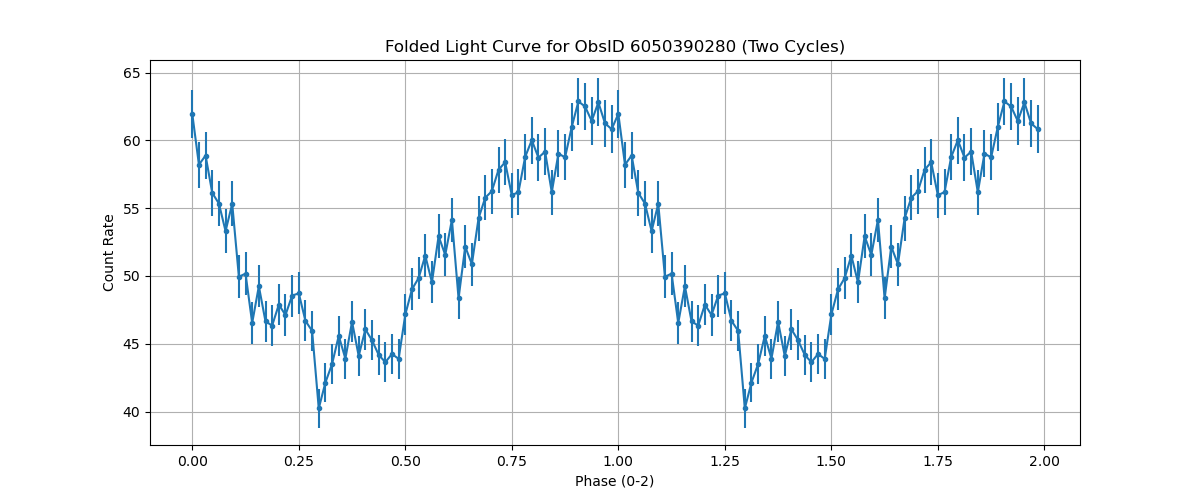 Folded Light Curve for ObsID 6050390280 (Two Cycles)
Count Rate
65
60
55
50
45
40
0.00 0.25 0.50 0.75 1.00 1.25 1.50 1.75 2.00
Phase (0-2)